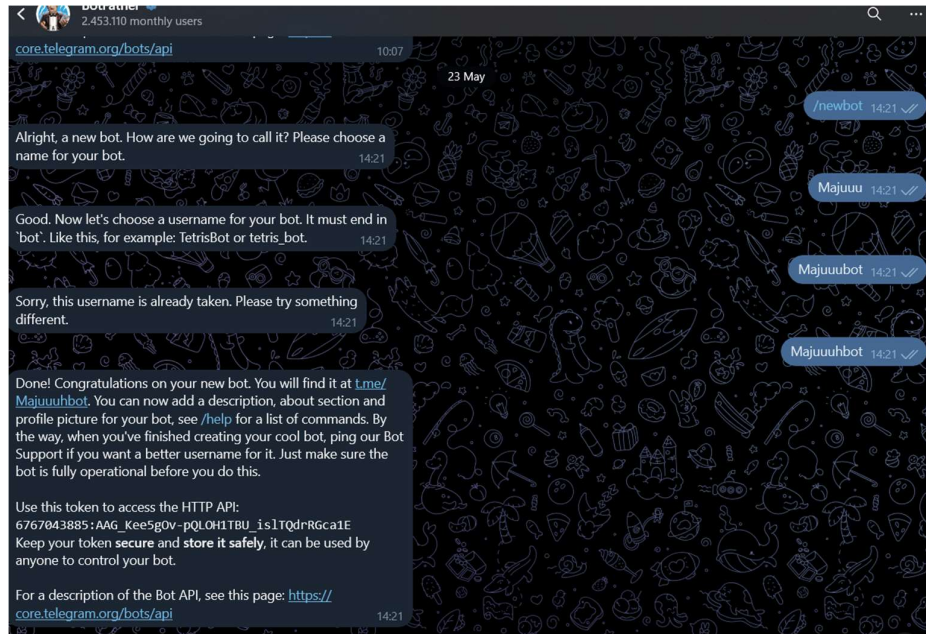 BotFather
2.453.110 monthly users
core.telegram.org/bots/api
10:07
23 May
/newbot 14:21
Alright, a new bot. How are we going to call it? Please choose a
name for your bot.
14:21
Majuuu 14:21
Good. Now let's choose a username for your bot. It must end in
`bot`. Like this, for example: TetrisBot or tetris_bot.
14:21
Majuuubot 14:21
Sorry, this username is already taken. Please try something
different.
14:21
Majuuuhbot 14:21
Done! Congratulations on your new bot. You will find it at t.me/
Majuuuhbot. You can now add a description, about section and
profile picture for your bot, see /help for a list of commands. By
the way, when you've finished creating your cool bot, ping our Bot
Support if you want a better username for it. Just make sure the
bot is fully operational before you do this.
Use this token to access the HTTP API:
6767043885:AAG_Kee5gOv-pQLOH1TBU_islTQdrRGca1E
Keep your token secure and store it safely, it can be used by
anyone to control your bot.
For a description of the Bot API, see this page: https://
core.telegram.org/bots/api
14:21